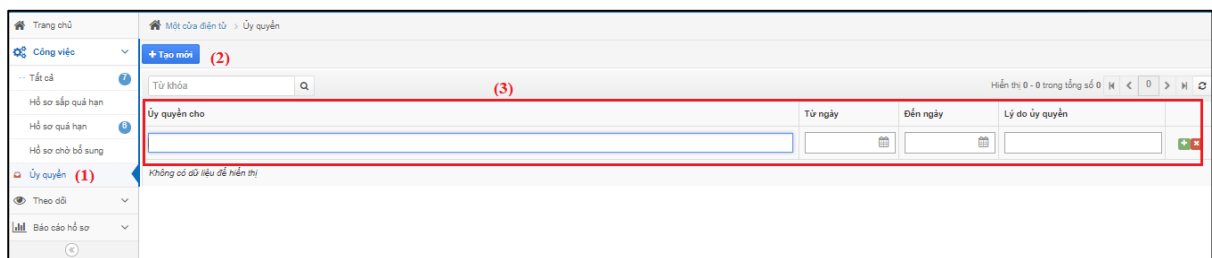 Trang chủ
Một cửa điện tử > Ủy quyền
Công việc
+ Tạo mới (2)
Tất cả 7
Từ khóa
(3)
Hiển thị 0 - 0 trong tổng số 0
0
Hồ sơ sắp quá hạn
Ủy quyền cho
Từ ngày
Đến ngày
Lý do ủy quyền
Hồ sơ quá hạn 6
Hồ sơ chờ bổ sung
Ủy quyền (1)
Không có dữ liệu để hiển thị
Theo dõi
Báo cáo hồ sơ